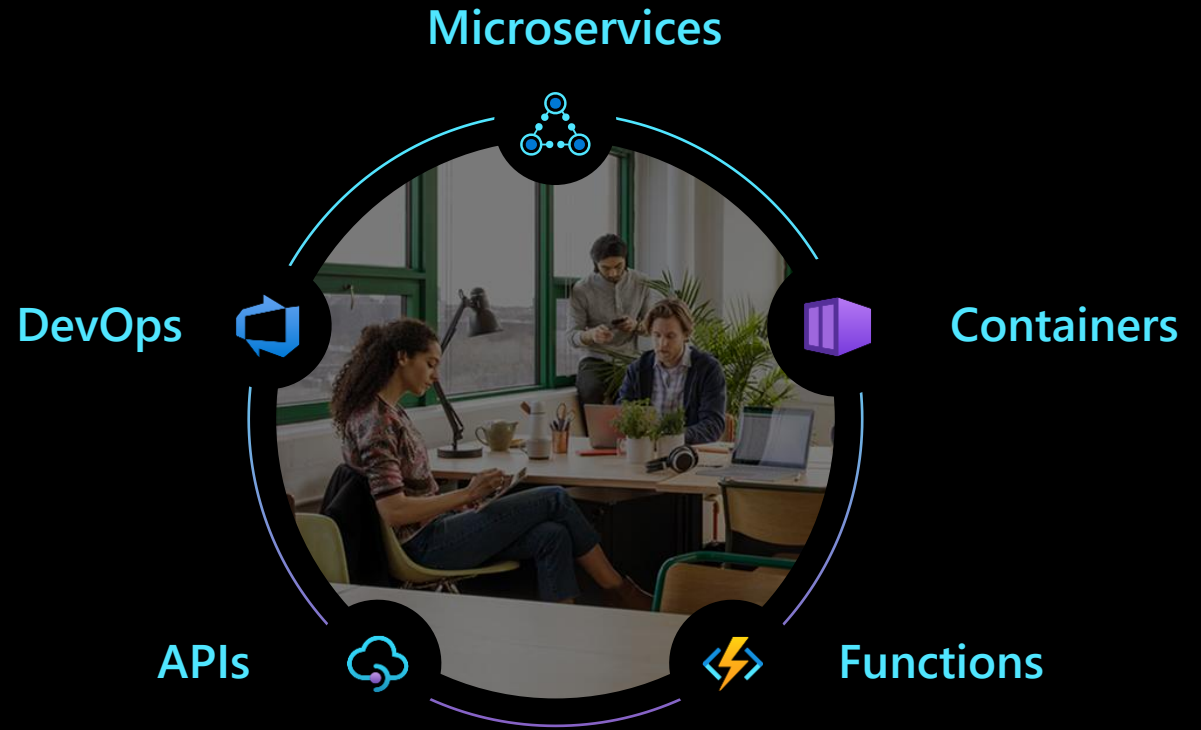 Microservices
DevOps
Containers
APIs
Functions